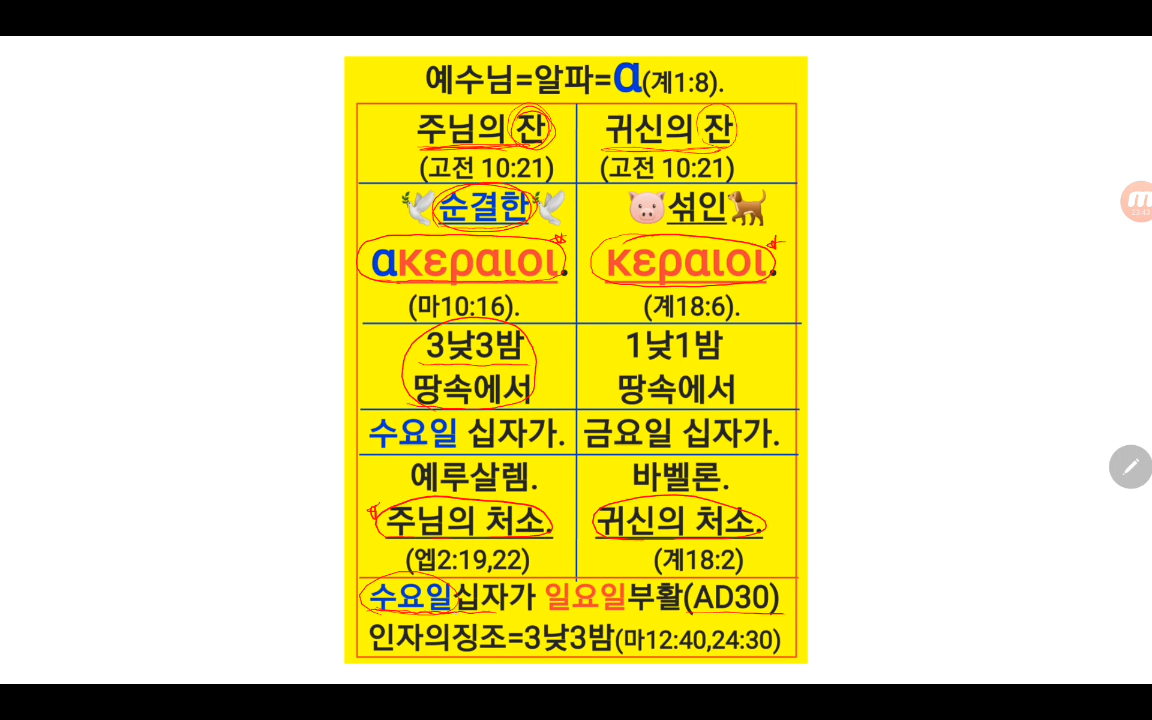 예수님=알파=α(계1:8).
주님의 잔 귀신의 잔
(고전 10:21) (고전 10:21)
순결한 섞인
ακεραιοι. κεραιοι.
(마10:16). (계18:6).
3낮3밤 1낮1밤
땅속에서 땅속에서
수요일 십자가. 금요일 십자가.
예루살렘. 바벨론.
주님의 처소. 귀신의 처소.
(엡2:19,22) (계18:2)
수요일십자가 일요일부활(AD30)
인자의징조=3낮3밤(마12:40,24:30)
23:43